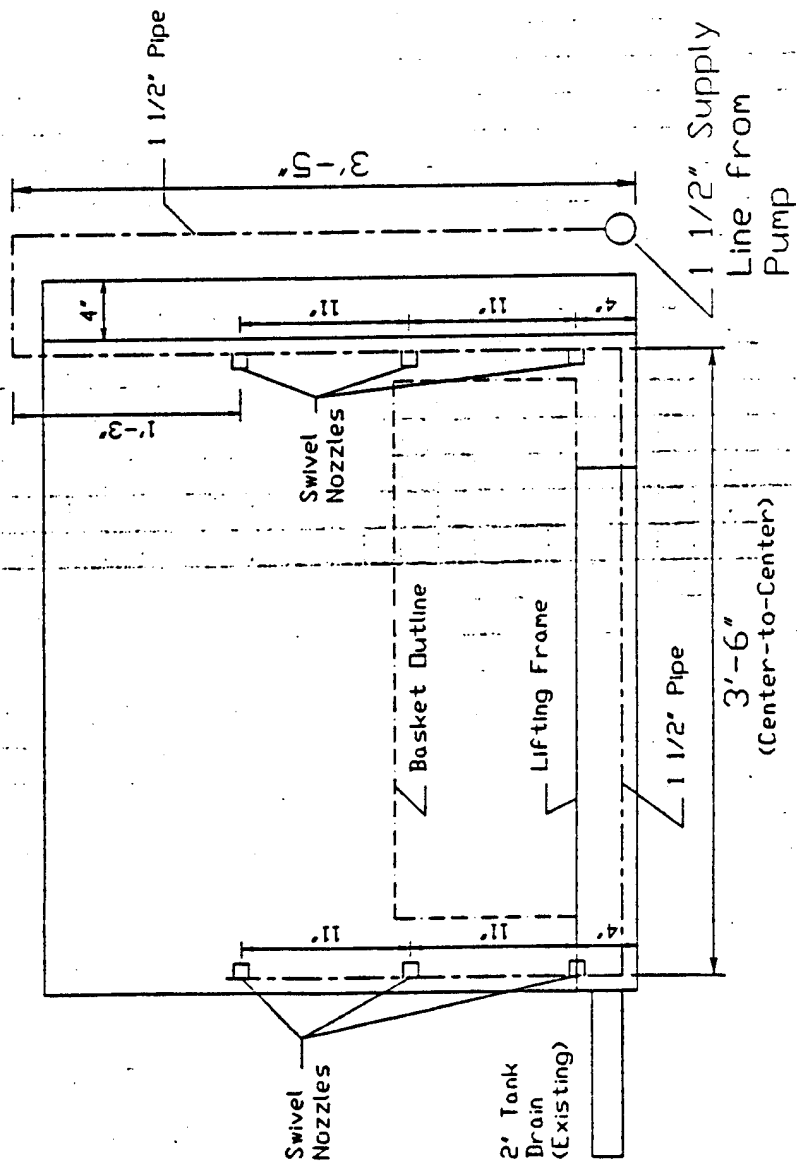 1 1/2" Pipe
3'-5"
4"
11"
11"
4"
1'-3"
Swivel
Nozzles
1 1/2" Supply
Line from
Pump
Basket Outline
Lifting Frame
1 1/2" Pipe
3'-6"
(Center-to-Center)
11"
11"
4"
Swivel
Nozzles
2" Tank
Drain
(Existing)